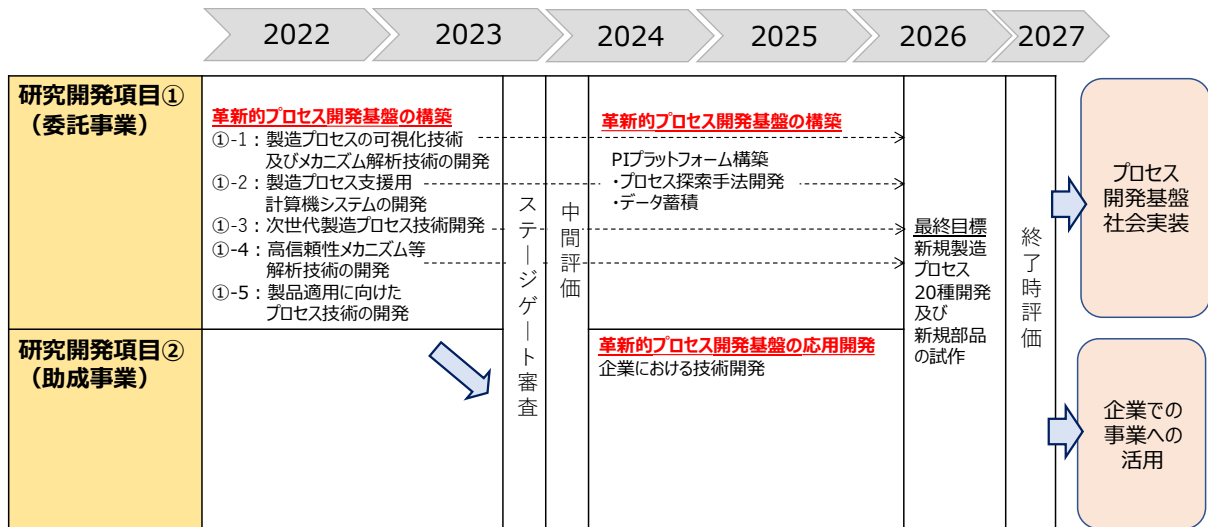 2022
2023
2024
2025
2026
2027
研究開発項目①
（委託事業）
革新的プロセス開発基盤の構築
①-1：製造プロセスの可視化技術
及びメカニズム解析技術の開発
①-2：製造プロセス支援用
計算機システムの開発
①-3：次世代製造プロセス技術開発
①-4：高信頼性メカニズム等
解析技術の開発
①-5：製品適用に向けた
プロセス技術の開発
ステージゲート審査
中間評価
革新的プロセス開発基盤の構築
PIプラットフォーム構築
・プロセス探索手法開発
・データ蓄積
最終目標
新規製造
プロセス
20種開発
及び
新規部品
の試作
終了時評価
プロセス
開発基盤
社会実装
研究開発項目②
（助成事業）
革新的プロセス開発基盤の応用開発
企業における技術開発
企業での
事業への
活用